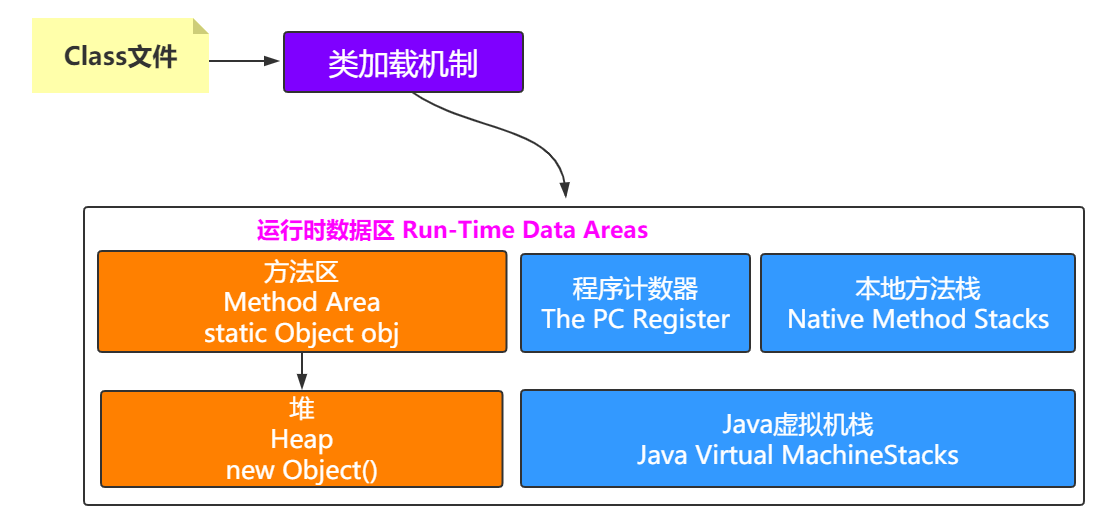 Class文件
类加载机制
运行时数据区 Run-Time Data Areas
方法区
Method Area
static Object obj
程序计数器
The PC Register
本地方法栈
Native Method Stacks
堆
Heap
new Object()
Java虚拟机栈
Java Virtual MachineStacks